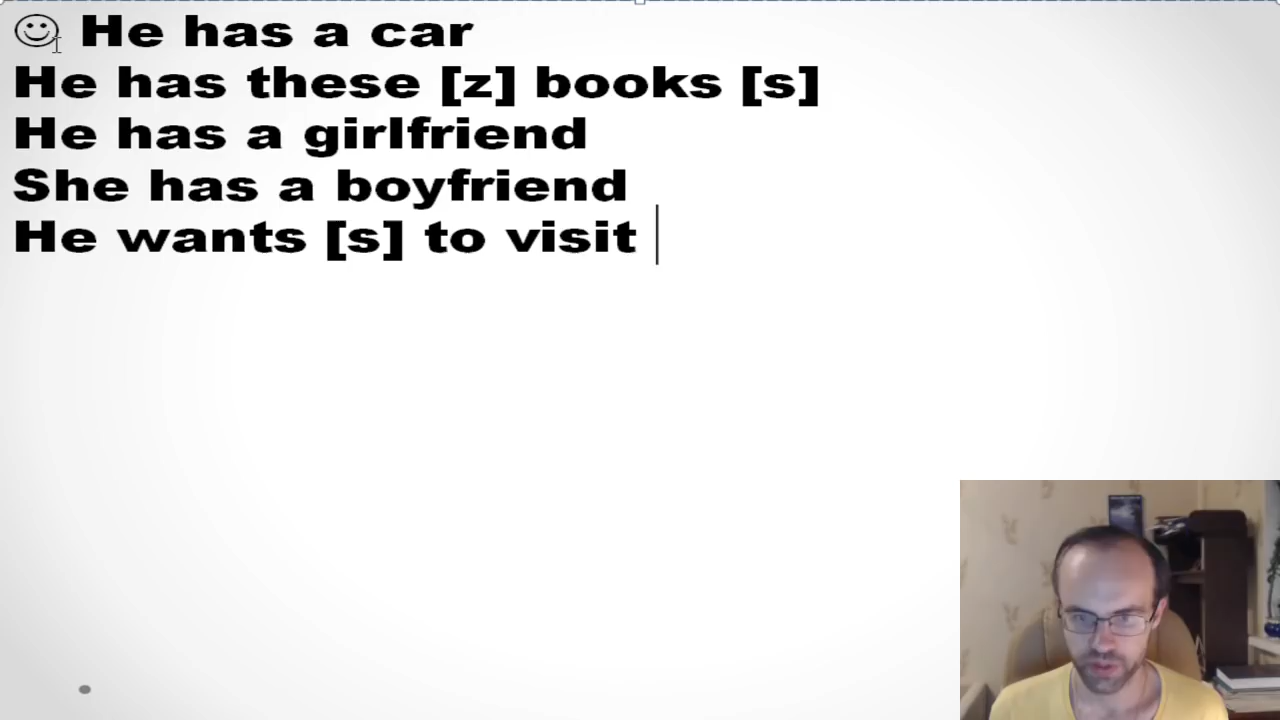 ☺ He has a car
He has these [z] books [s]
He has a girlfriend
She has a boyfriend
He wants [s] to visit